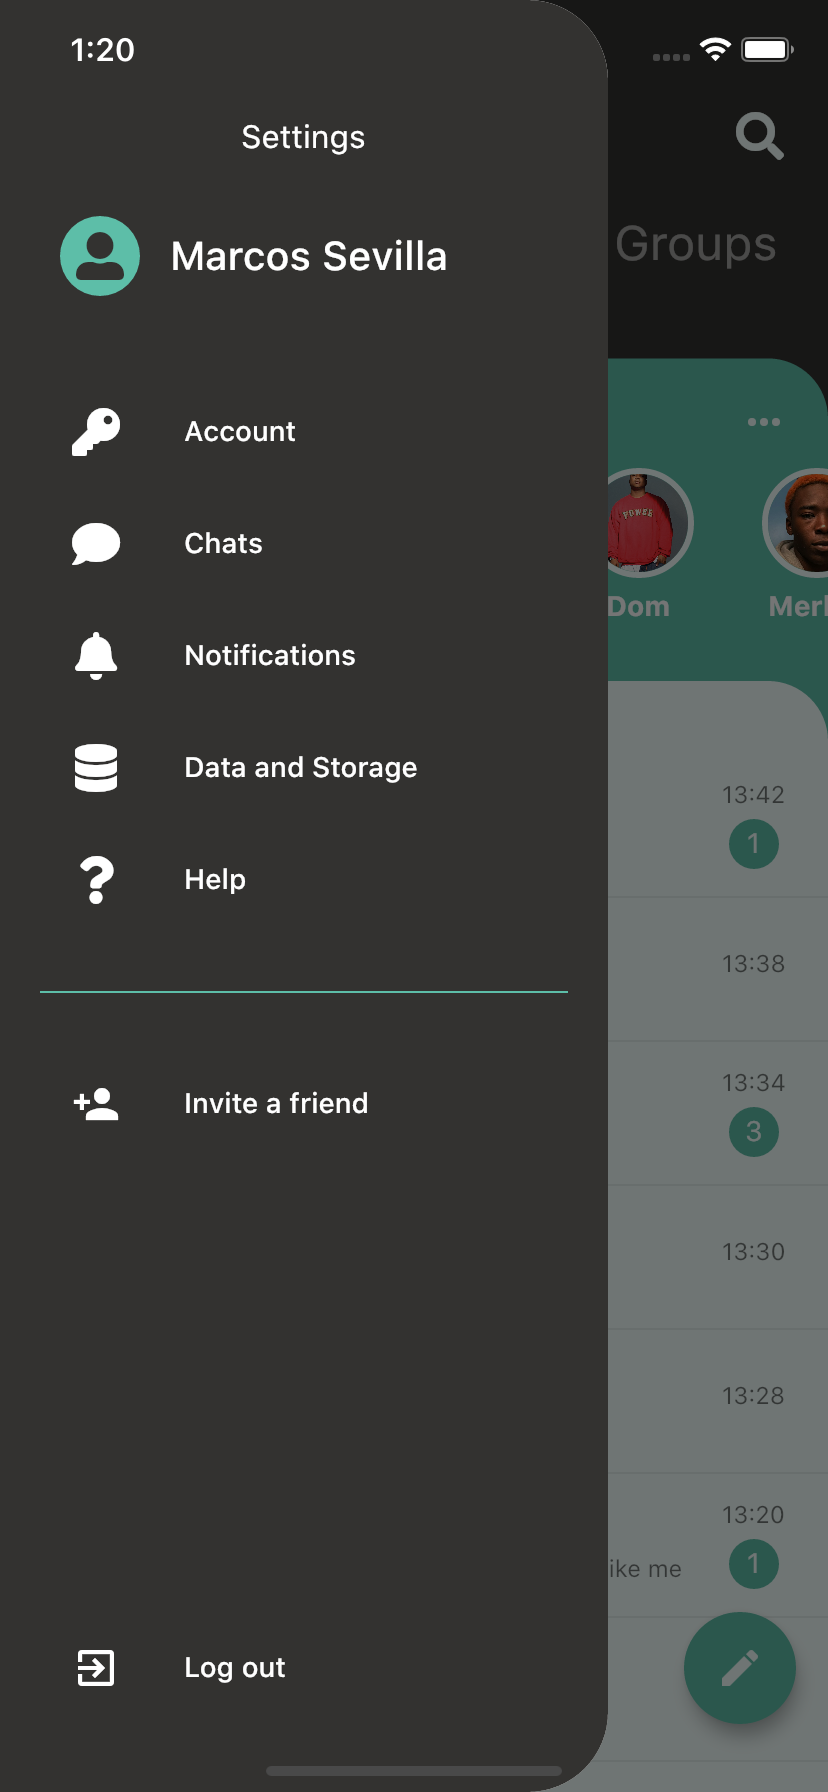 1:20
Settings
Groups
Marcos Sevilla
Account
Chats
POWER
Dom
Merl
Notifications
Data and Storage
13:42
1
Help
13:38
Invite a friend
13:34
3
13:30
13:28
13:20
ike me
1
Log out